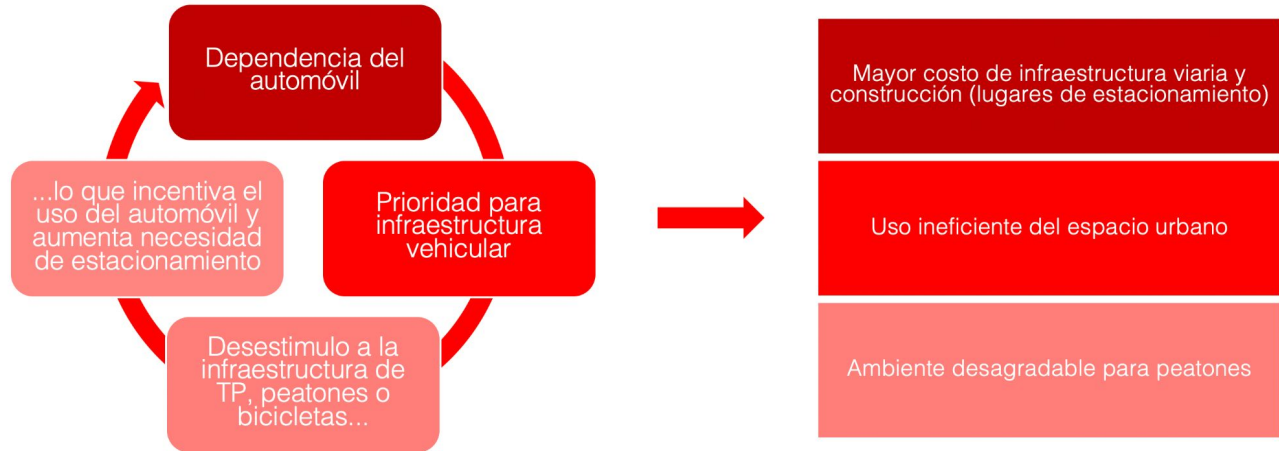 Dependencia del
automóvil
Prioridad para
infraestructura
vehicular
Desestimulo a la
infraestructura de
TP, peatones o
bicicletas...
...lo que incentiva el
uso del automóvil y
aumenta necesidad
de estacionamiento
Mayor costo de infraestructura viaria y
construcción (lugares de estacionamiento)
Uso ineficiente del espacio urbano
Ambiente desagradable para peatones